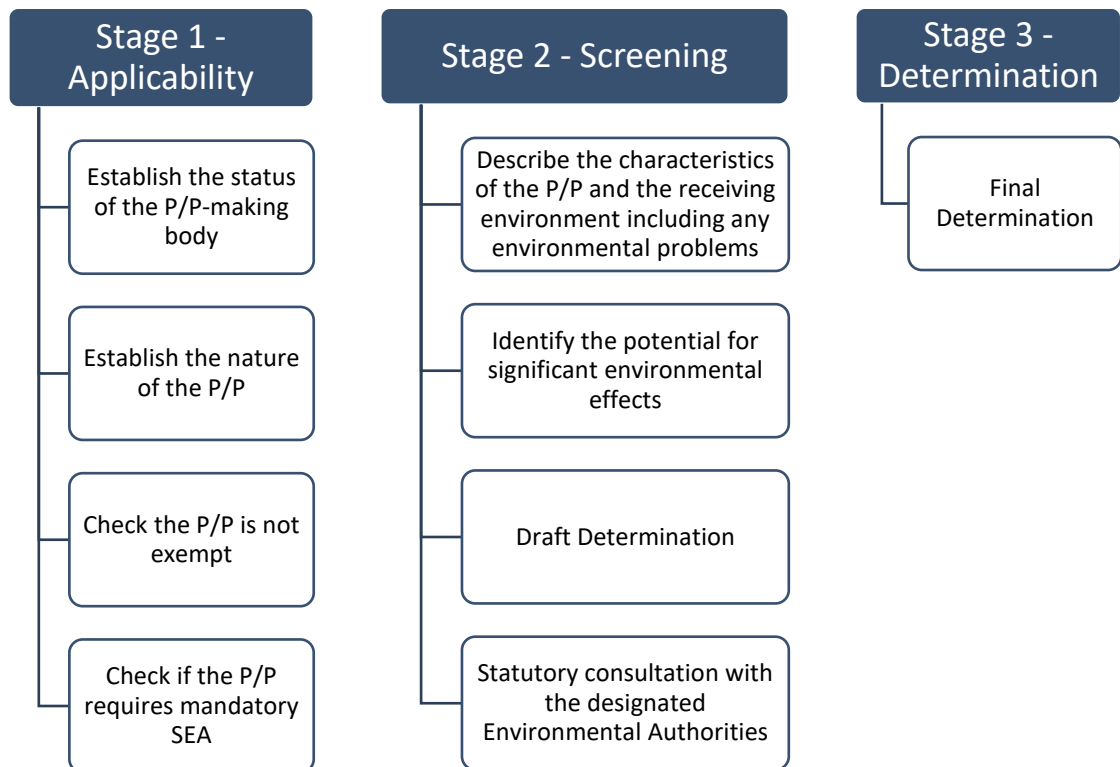 Stage 1 -
Applicability
Establish the status
of the P/P-making
body
Establish the nature
of the P/P
Check the P/P is not
exempt
Check if the P/P
requires mandatory
SEA
Stage 2 - Screening
Describe the characteristics
of the P/P and the receiving
environment including any
environmental problems
Identify the potential for
significant environmental
effects
Draft Determination
Statutory consultation with
the designated
Environmental Authorities
Stage 3 -
Determination
Final
Determination